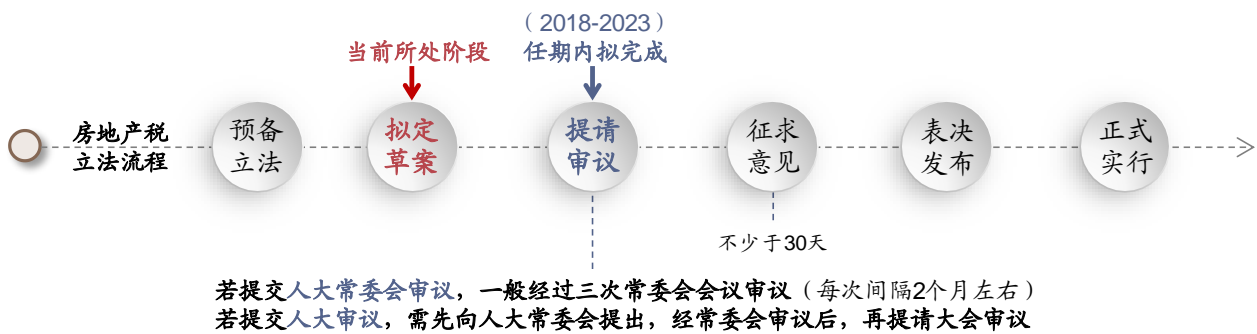 （2018-2023）
当前所处阶段
任期内拟完成
房地产税
立法流程
预备
立法
拟定
草案
提请
审议
征求
意见
表决
发布
正式
实行
不少于30天
若提交人大常委会审议，一般经过三次常委会会议审议（每次间隔2个月左右）
若提交人大审议，需先向人大常委会提出，经常委会审议后，再提请大会审议